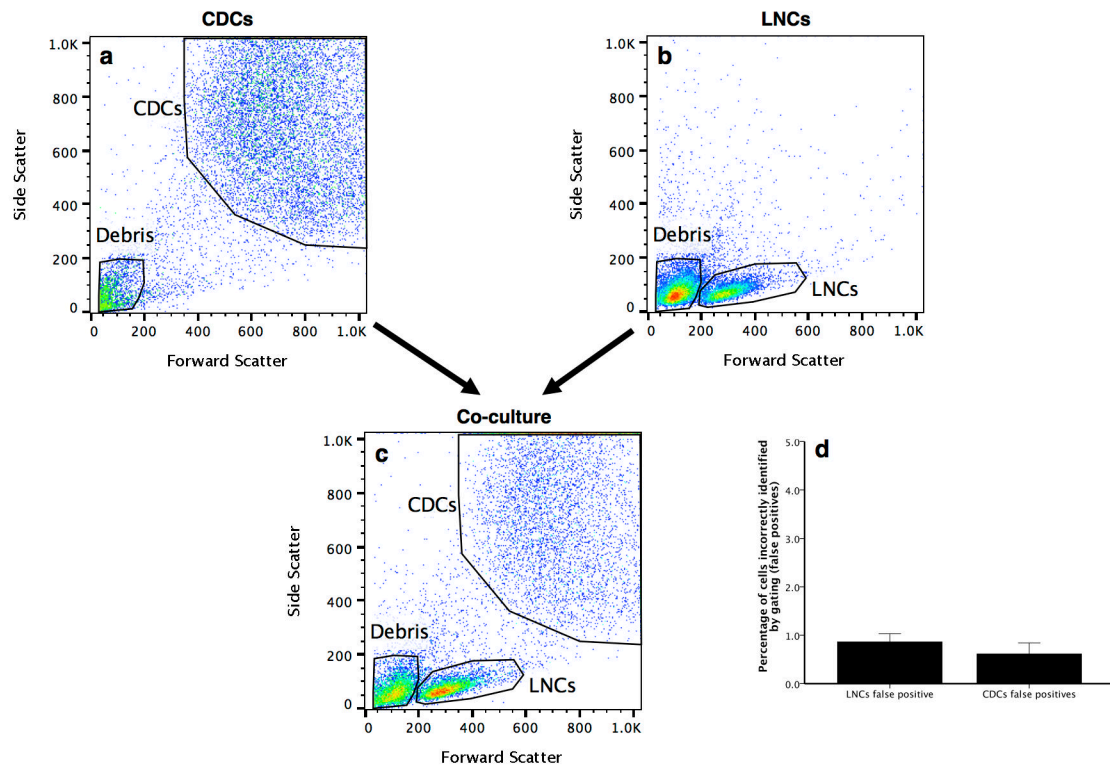 CDCs
a
1.0K
800
600
400
200
0
Side Scatter
CDCs
Debris
0 200 400 600 800 1.0K
Forward Scatter
LNCs
b
1.0K
800
600
400
200
0
Side Scatter
Debris
LNCs
0 200 400 600 800 1.0K
Forward Scatter
Co-culture
c
1.0K
800
600
400
200
0
Side Scatter
CDCs
Debris
LNCs
0 200 400 600 800 1.0K
Forward Scatter
d
Percentage of cells incorrectly identified
by gating (false positives)
5.0
4.0
3.0
2.0
1.0
0.0
LNCs false positive CDCs false positives